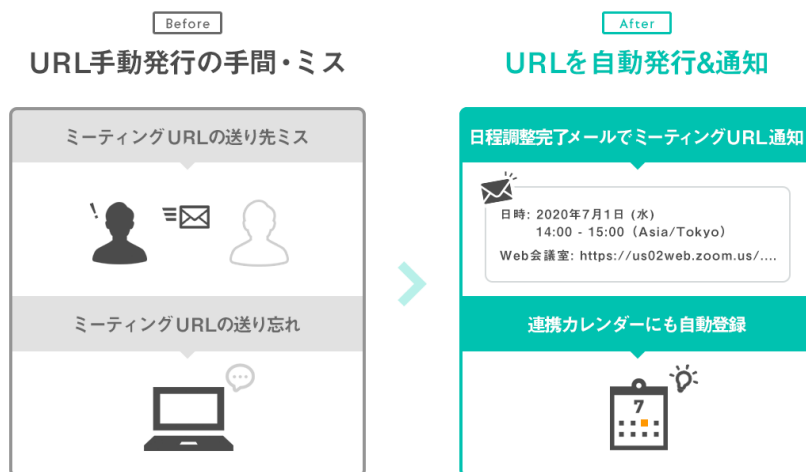 Before
URL手動発行の手間・ミス
ミーティングURLの送り先ミス
ミーティングURLの送り忘れ
After
URLを自動発行&通知
日程調整完了メールでミーティングURL通知
日時: 2020年7月1日 (水)
14:00 - 15:00（Asia/Tokyo）
Web会議室: https://us02web.zoom.us/....
連携カレンダーにも自動登録
7